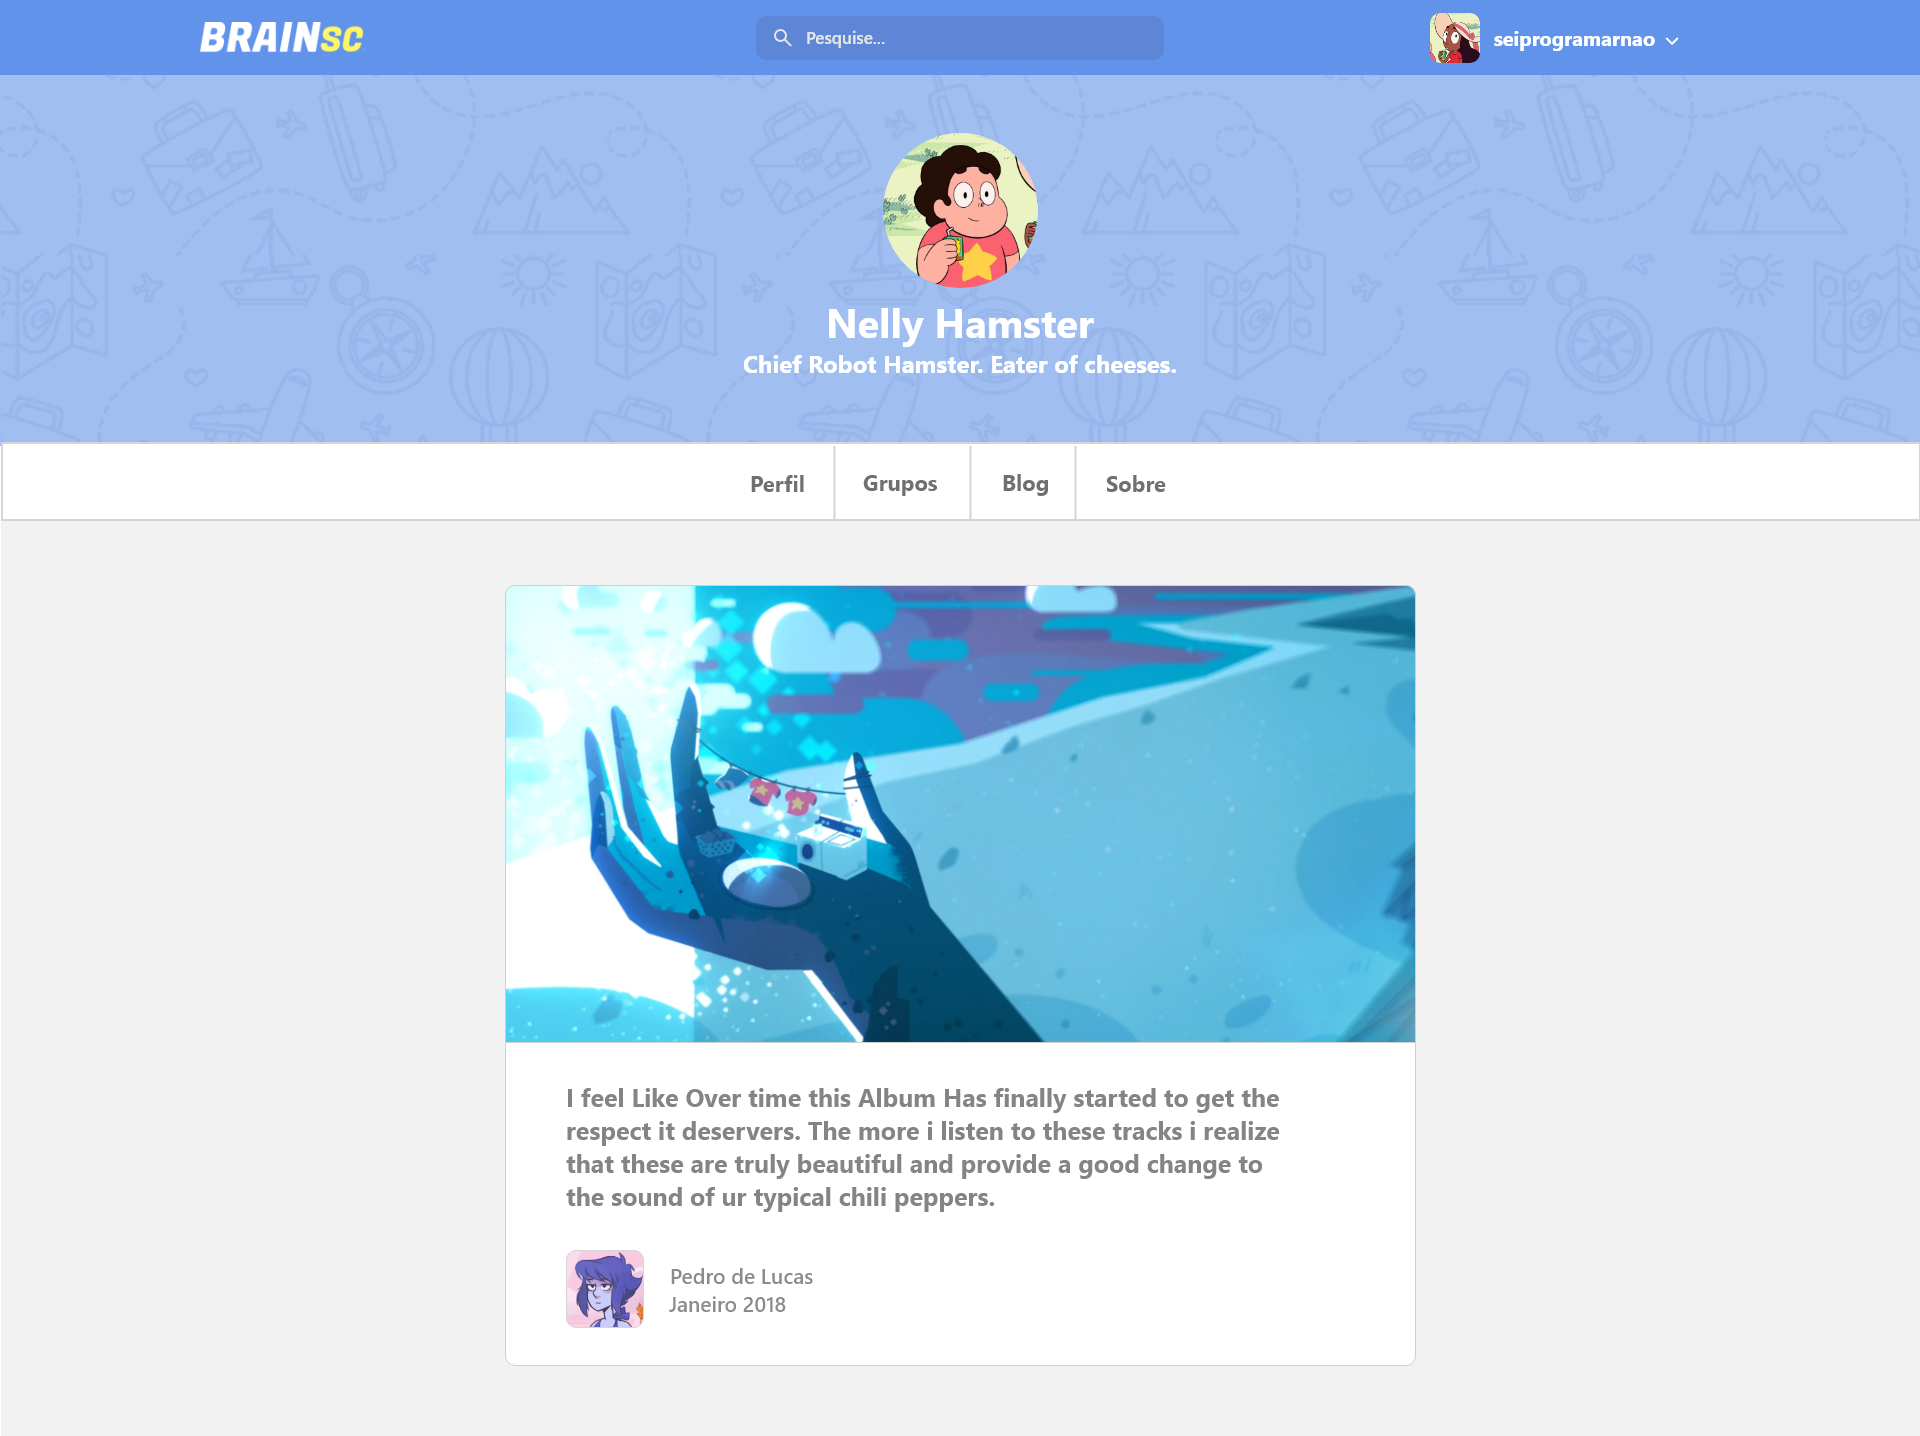 BRAINSC
Pesquise...
seiprogramarnao
Nelly Hamster
Chief Robot Hamster. Eater of cheeses.
Perfil
Grupos
Blog
Sobre
I feel Like Over time this Album Has finally started to get the
respect it deservers. The more i listen to these tracks i realize
that these are truly beautiful and provide a good change to
the sound of ur typical chili peppers.
Pedro de Lucas
Janeiro 2018